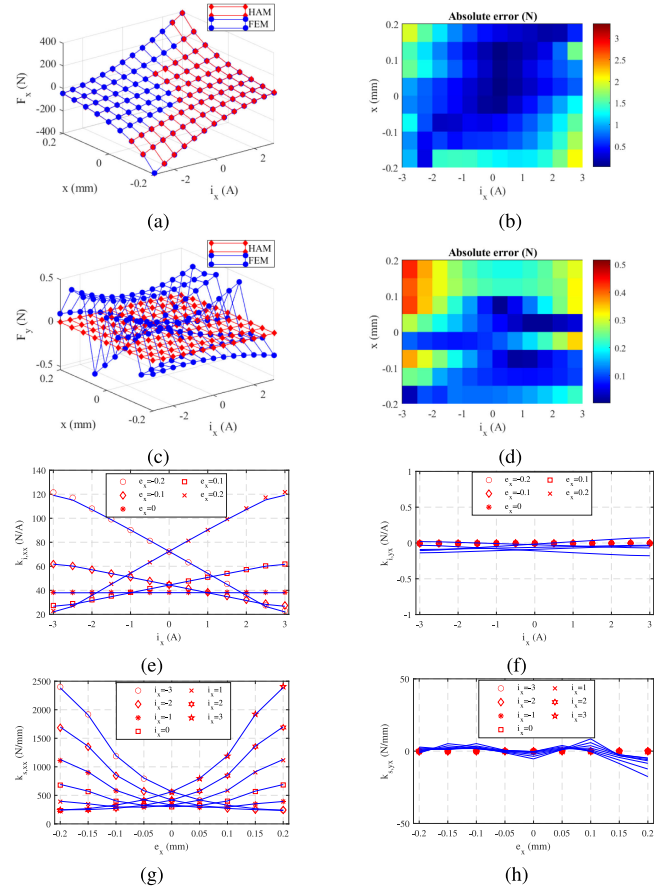 HAM
FEM
400
200
0
-200
-400
F_x (N)
0.2
0
-0.2
x (mm)
-2
0
2
i_x (A)
(a)
Absolute error (N)
0.2
0.1
0
-0.1
-0.2
x (mm)
-3 -2 -1 0 1 2 3
i_x (A)
3
2.5
2
1.5
1
0.5
(b)
HAM
FEM
0.5
0
-0.5
F_y (N)
0.2
0
-0.2
x (mm)
-2
0
2
i_x (A)
(c)
Absolute error (N)
0.2
0.1
0
-0.1
-0.2
x (mm)
-3 -2 -1 0 1 2 3
i_x (A)
0.5
0.4
0.3
0.2
0.1
(d)
140
120
100
80
60
40
20
k_{i,xx} (N/A)
e_x=-0.2 e_x=0.1
e_x=-0.1 e_x=0.2
e_x=0
-3 -2 -1 0 1 2 3
i_x (A)
(e)
1
0.5
0
-0.5
-1
k_{i,yx} (N/A)
e_x=-0.2 e_x=0.1
e_x=-0.1 e_x=0.2
e_x=0
-3 -2 -1 0 1 2 3
i_x (A)
(f)
2500
2000
1500
1000
500
0
k_{s,xx} (N/mm)
i_x=-3 i_x=1
i_x=-2 i_x=2
i_x=-1 i_x=3
i_x=0
-0.2 -0.15 -0.1 -0.05 0 0.05 0.1 0.15 0.2
e_x (mm)
(g)
50
0
-50
k_{s,yx} (N/mm)
i_x=-3 i_x=1
i_x=-2 i_x=2
i_x=-1 i_x=3
i_x=0
-0.2 -0.15 -0.1 -0.05 0 0.05 0.1 0.15 0.2
e_x (mm)
(h)